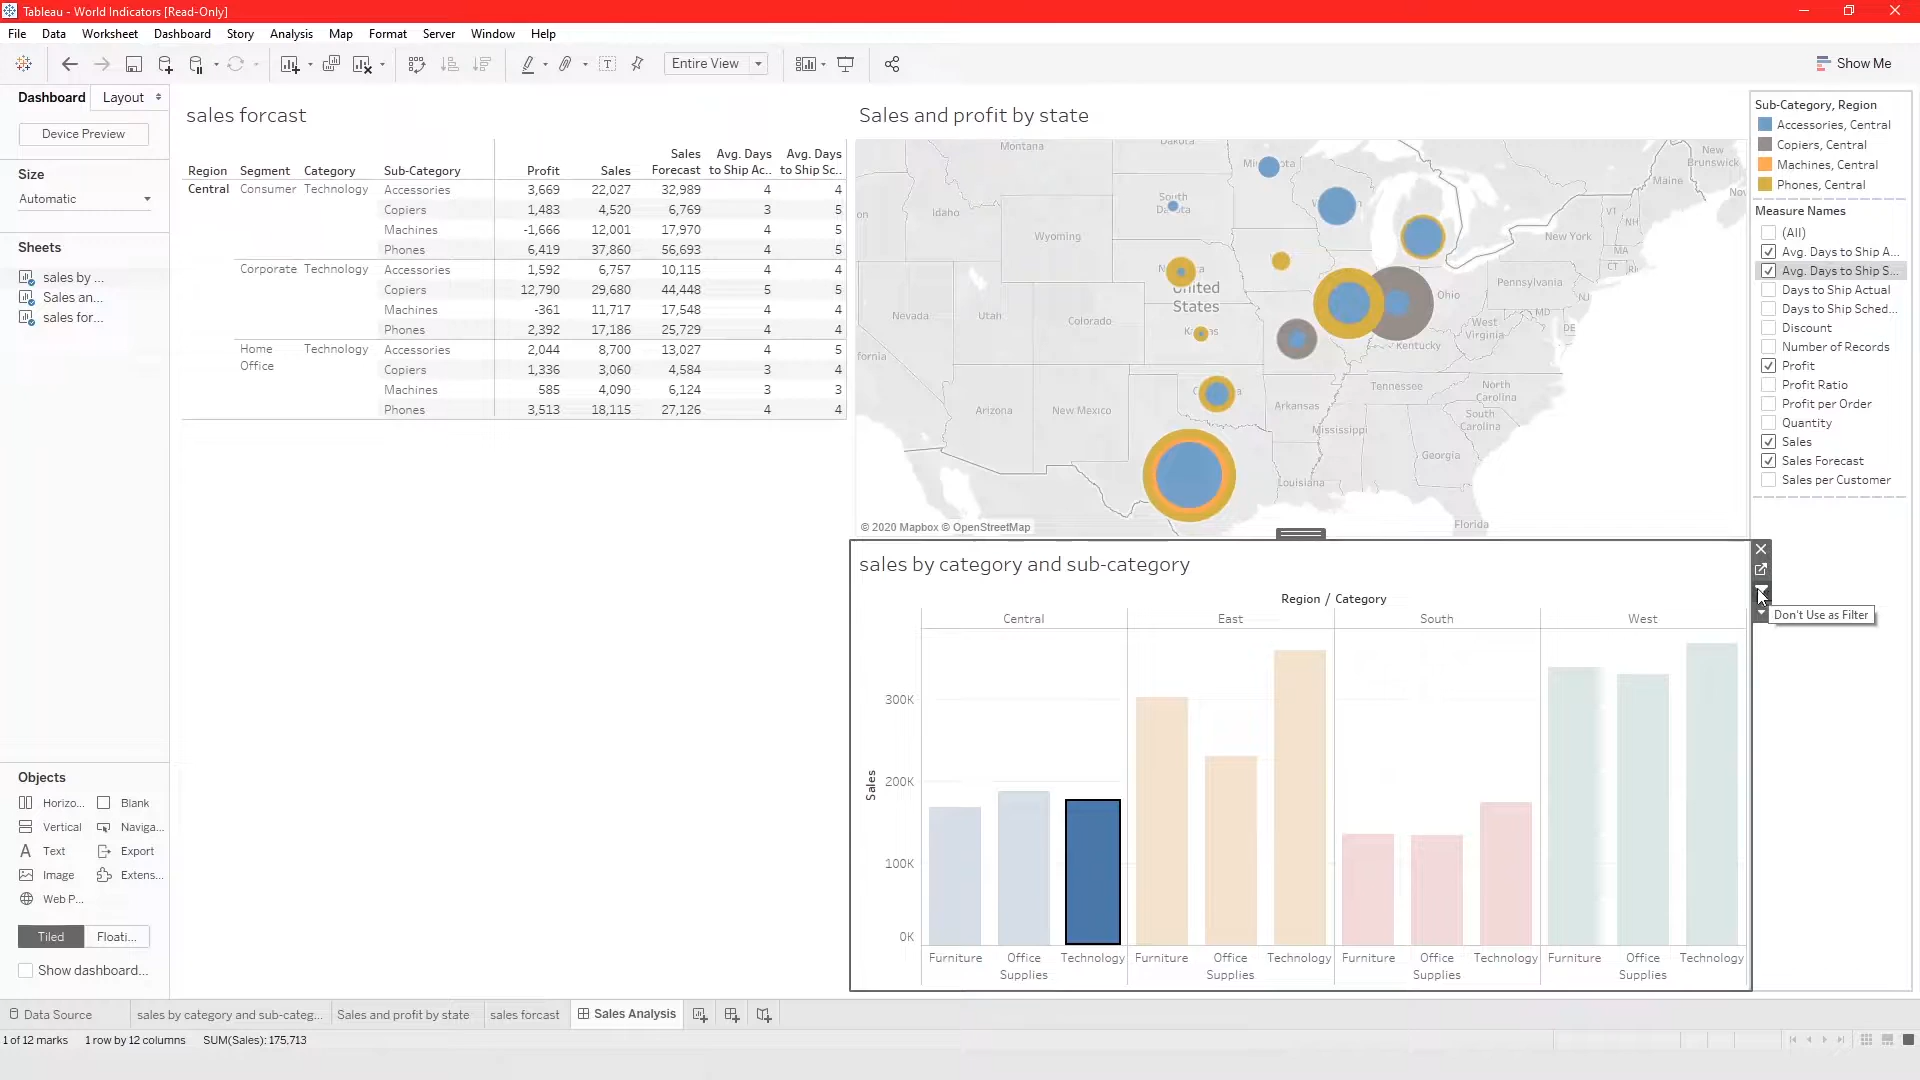 Tableau - World Indicators [Read-Only]
File Data Worksheet Dashboard Story Analysis Map Format Server Window Help
Entire View
Show Me
Dashboard Layout
Device Preview
Size
Automatic
Sheets
sales by ...
Sales an...
sales for...
Objects
Horizo... Blank
Vertical Naviga...
Text Export
Image Extens...
Web P...
Tiled Floati...
Show dashboard...
sales forcast
Region Segment Category Sub-Category Profit Sales Sales Forecast Avg. Days to Ship Ac.. Avg. Days to Ship Sc..
Central Consumer Technology Accessories 3,669 22,027 32,989 4 4
Copiers 1,483 4,520 6,769 3 5
Machines -1,666 12,001 17,970 4 5
Phones 6,419 37,860 56,693 4 5
Corporate Technology Accessories 1,592 6,757 10,115 4 4
Copiers 12,790 29,680 44,448 5 5
Machines -361 11,717 17,548 4 4
Phones 2,392 17,186 25,729 4 4
Home Office Technology Accessories 2,044 8,700 13,027 4 5
Copiers 1,336 3,060 4,584 3 4
Machines 585 4,090 6,124 3 3
Phones 3,513 18,115 27,126 4 4
Sales and profit by state
Montana
Idaho
South
Wyoming
Nevada
Utah
Colorado
United States
Arizona
New Mexico
Arkansas
Louisiana
Mississippi
Tennessee
Kentucky
Ohio
West Virginia
Pennsylvania
New York
North Carolina
South Carolina
Georgia
Florida
Maine
New Brunswick
VT
NH
MA
CT
RI
NJ
MD
DE
© 2020 Mapbox © OpenStreetMap
sales by category and sub-category
Region / Category
Central East South West
Sales
300K
200K
100K
0K
Furniture Office Supplies Technology Furniture Office Supplies Technology Furniture Office Supplies Technology Furniture Office Supplies Technology
Sub-Category, Region
Accessories, Central
Copiers, Central
Machines, Central
Phones, Central
Measure Names
(All)
Avg. Days to Ship A...
Avg. Days to Ship S...
Days to Ship Actual
Days to Ship Sched...
Discount
Number of Records
Profit
Profit Ratio
Profit per Order
Quantity
Sales
Sales Forecast
Sales per Customer
Don't Use as Filter
Data Source sales by category and sub-categ... Sales and profit by state sales forcast Sales Analysis
1 of 12 marks 1 row by 12 columns SUM(Sales): 175,713